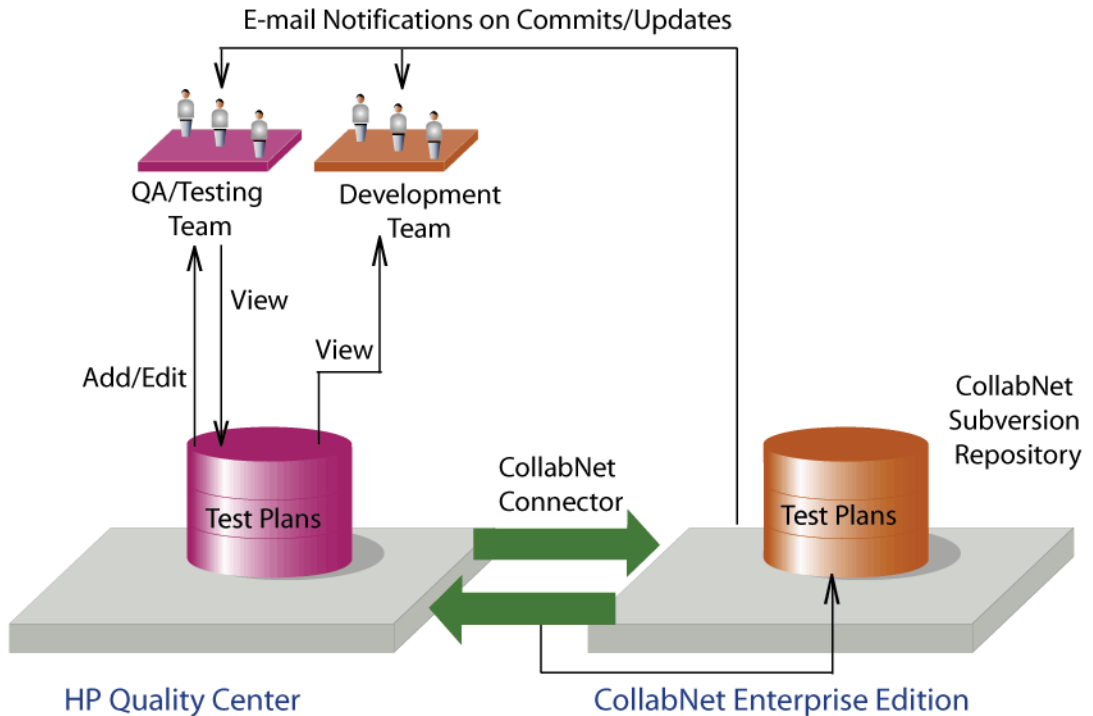 E-mail Notifications on Commits/Updates
QA/Testing
Team
Development
Team
View
View
Add/Edit
CollabNet
Subversion
Repository
CollabNet
Connector
Test Plans
Test Plans
HP Quality Center
CollabNet Enterprise Edition